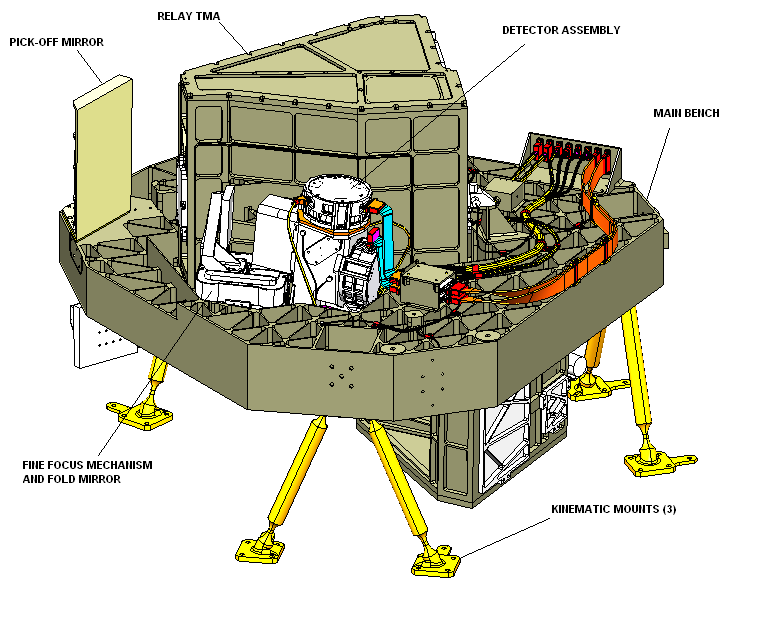 RELAY TMA
PICK-OFF MIRROR
DETECTOR ASSEMBLY
MAIN BENCH
FINE FOCUS MECHANISM
AND FOLD MIRROR
KINEMATIC MOUNTS (3)